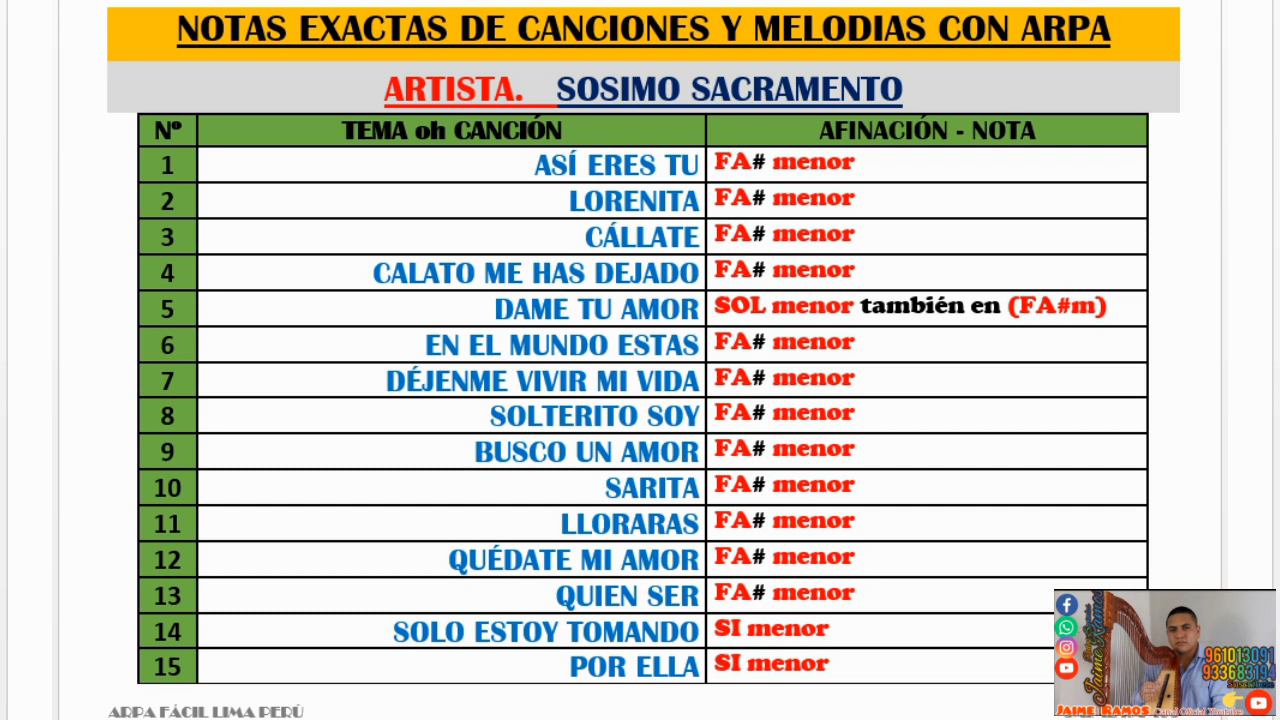 NOTAS EXACTAS DE CANCIONES Y MELODIAS CON ARPA
ARTISTA. SOSIMO SACRAMENTO
Nº TEMA oh CANCIÓN AFINACIÓN - NOTA
1 ASÍ ERES TU FA# menor
2 LORENITA FA# menor
3 CÁLLATE FA# menor
4 CALATO ME HAS DEJADO FA# menor
5 DAME TU AMOR SOL menor también en (FA#m)
6 EN EL MUNDO ESTAS FA# menor
7 DÉJENME VIVIR MI VIDA FA# menor
8 SOLTERITO SOY FA# menor
9 BUSCO UN AMOR FA# menor
10 SARITA FA# menor
11 LLORARAS FA# menor
12 QUÉDATE MI AMOR FA# menor
13 QUIEN SER FA# menor
14 SOLO ESTOY TOMANDO SI menor
15 POR ELLA SI menor
Jaime Ramos
961013091
933683194
JAIME RAMOS Canal Oficial Youtube
ARPA FÁCIL LIMA PERÚ